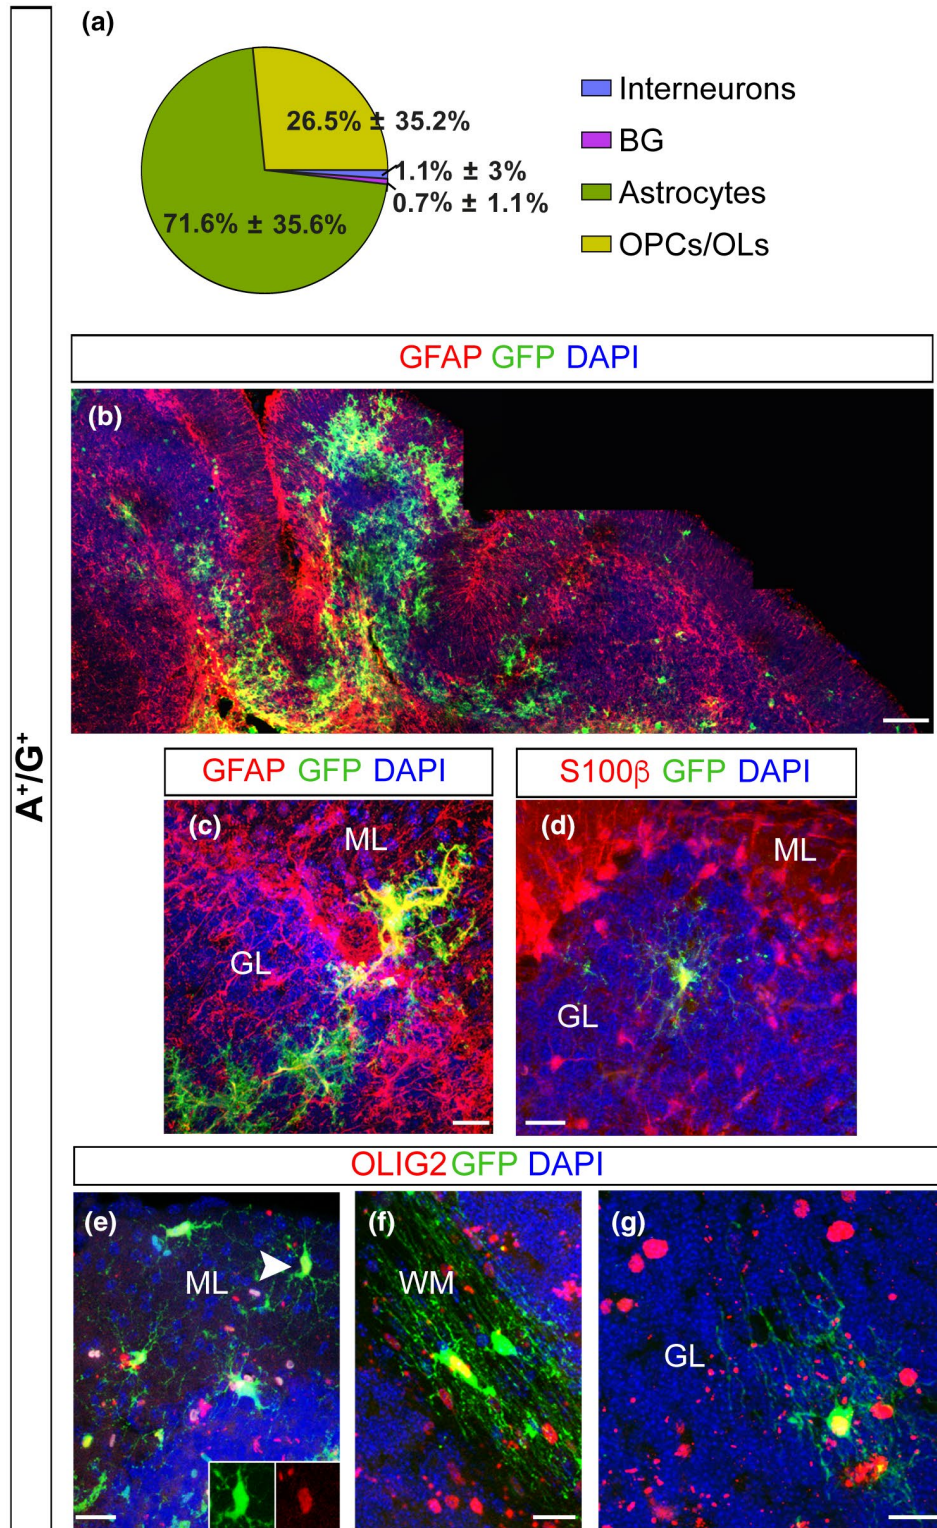 A⁺/G⁺
(a)
26.5% ± 35.2%
1.1% ± 3%
0.7% ± 1.1%
71.6% ± 35.6%
Interneurons
BG
Astrocytes
OPCs/OLs
GFAP GFP DAPI
(b)
GFAP GFP DAPI
(c)
ML
GL
S100β GFP DAPI
(d)
ML
GL
OLIG2 GFP DAPI
(e)
ML
(f)
WM
(g)
GL